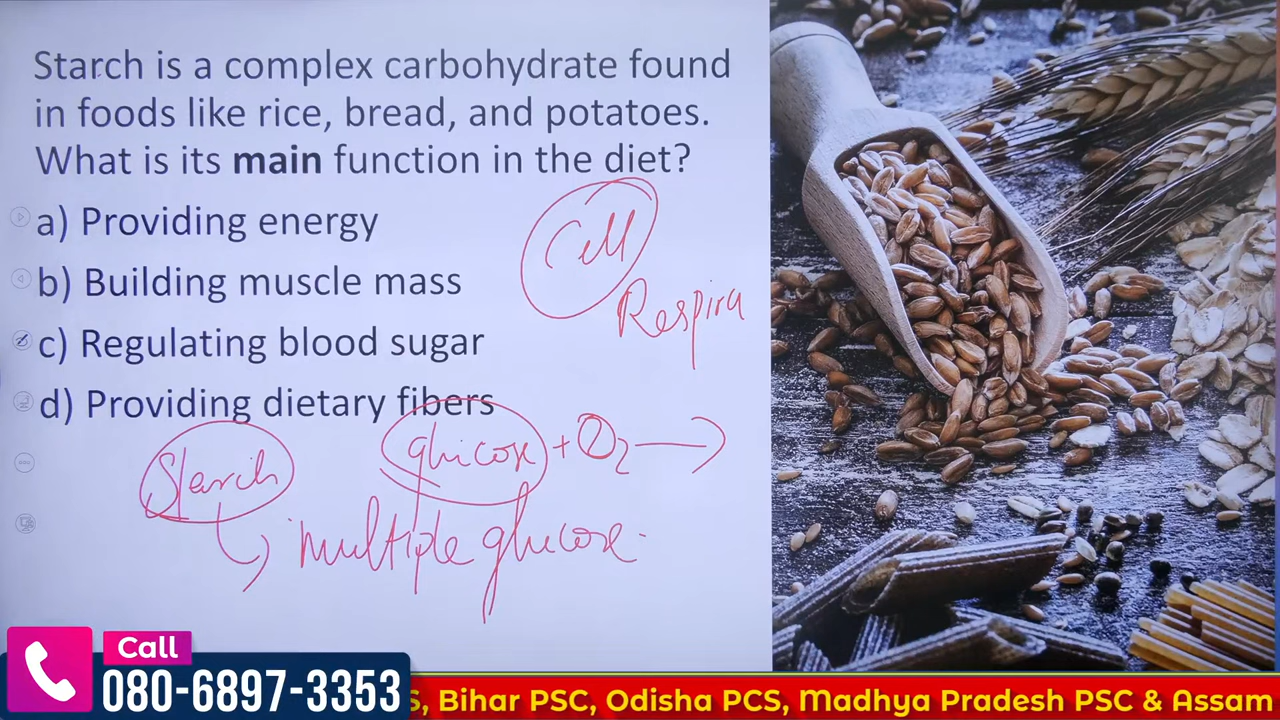 Starch is a complex carbohydrate found
in foods like rice, bread, and potatoes.
What is its main function in the diet?
a) Providing energy
b) Building muscle mass
c) Regulating blood sugar
d) Providing dietary fibers
Cell
Respira
glucose + O2
Starch
multiple glucose
Call
080-6897-3353
S, Bihar PSC, Odisha PCS, Madhya Pradesh PSC & Assam